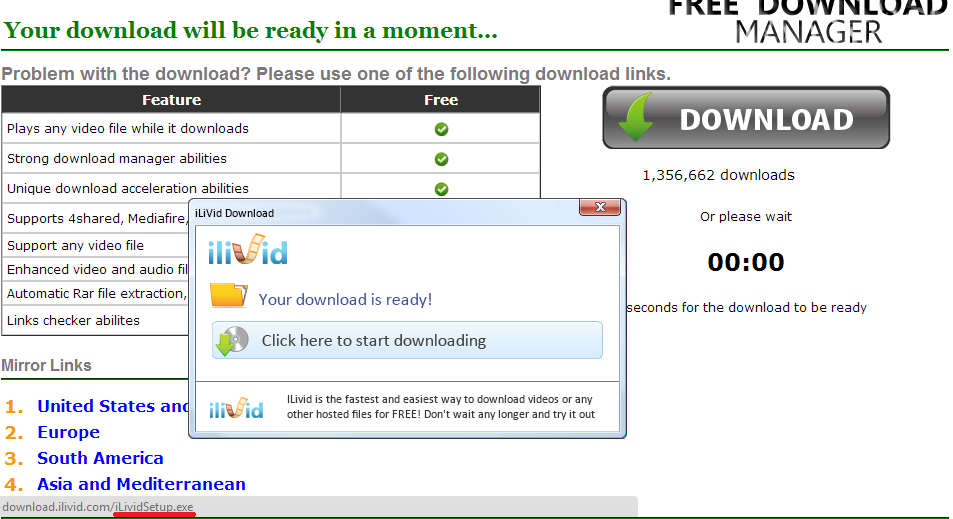 FREE DOWNLOAD
MANAGER
Your download will be ready in a moment...
Problem with the download? Please use one of the following download links.
Feature Free
Plays any video file while it downloads
Strong download manager abilities
Unique download acceleration abilities
Supports 4shared, Mediafire,
Support any video file
Enhanced video and audio fil
Automatic Rar file extraction,
Links checker abilites
DOWNLOAD
1,356,662 downloads
Or please wait
00:00
seconds for the download to be ready
iLiVid Download
ilivid
Your download is ready!
Click here to start downloading
ilivid
ILivid is the fastest and easiest way to download videos or any
other hosted files for FREE! Don't wait any longer and try it out
Mirror Links
1. United States and
2. Europe
3. South America
4. Asia and Mediterranean
download.ilivid.com/iLividSetup.exe